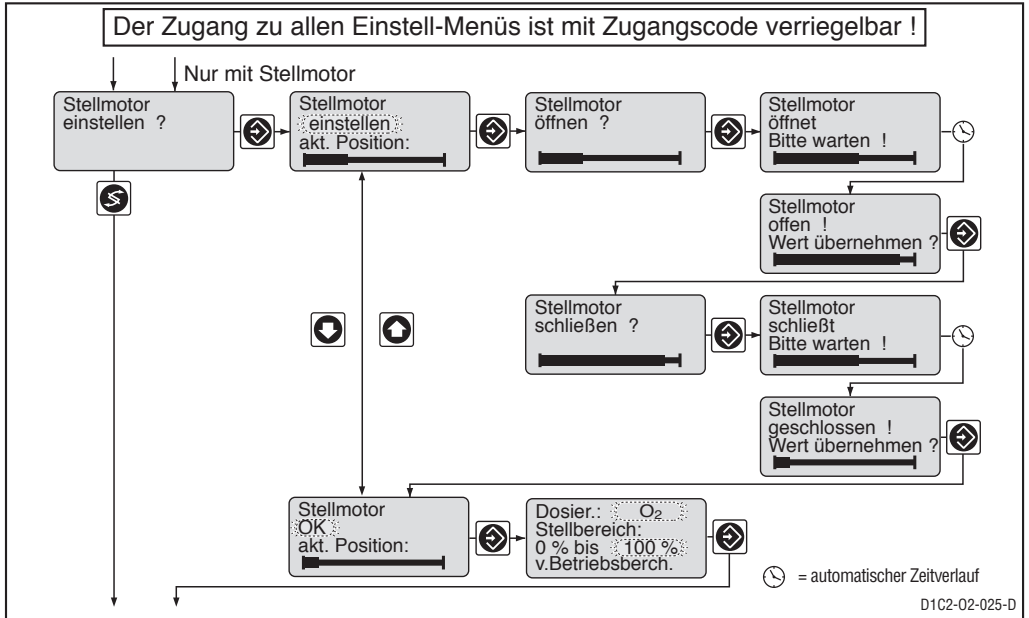 Der Zugang zu allen Einstell-Menüs ist mit Zugangscode verriegelbar !
Nur mit Stellmotor
Stellmotor
einstellen ?
Stellmotor
einstellen
akt. Position:
Stellmotor
öffnen ?
Stellmotor
öffnet
Bitte warten !
Stellmotor
offen !
Wert übernehmen ?
Stellmotor
schließen ?
Stellmotor
schließt
Bitte warten !
Stellmotor
geschlossen !
Wert übernehmen ?
Stellmotor
OK
akt. Position:
Dosier.: O₂
Stellbereich:
0 % bis 100 %
v.Betriebsberch.
= automatischer Zeitverlauf
D1C2-O2-025-D